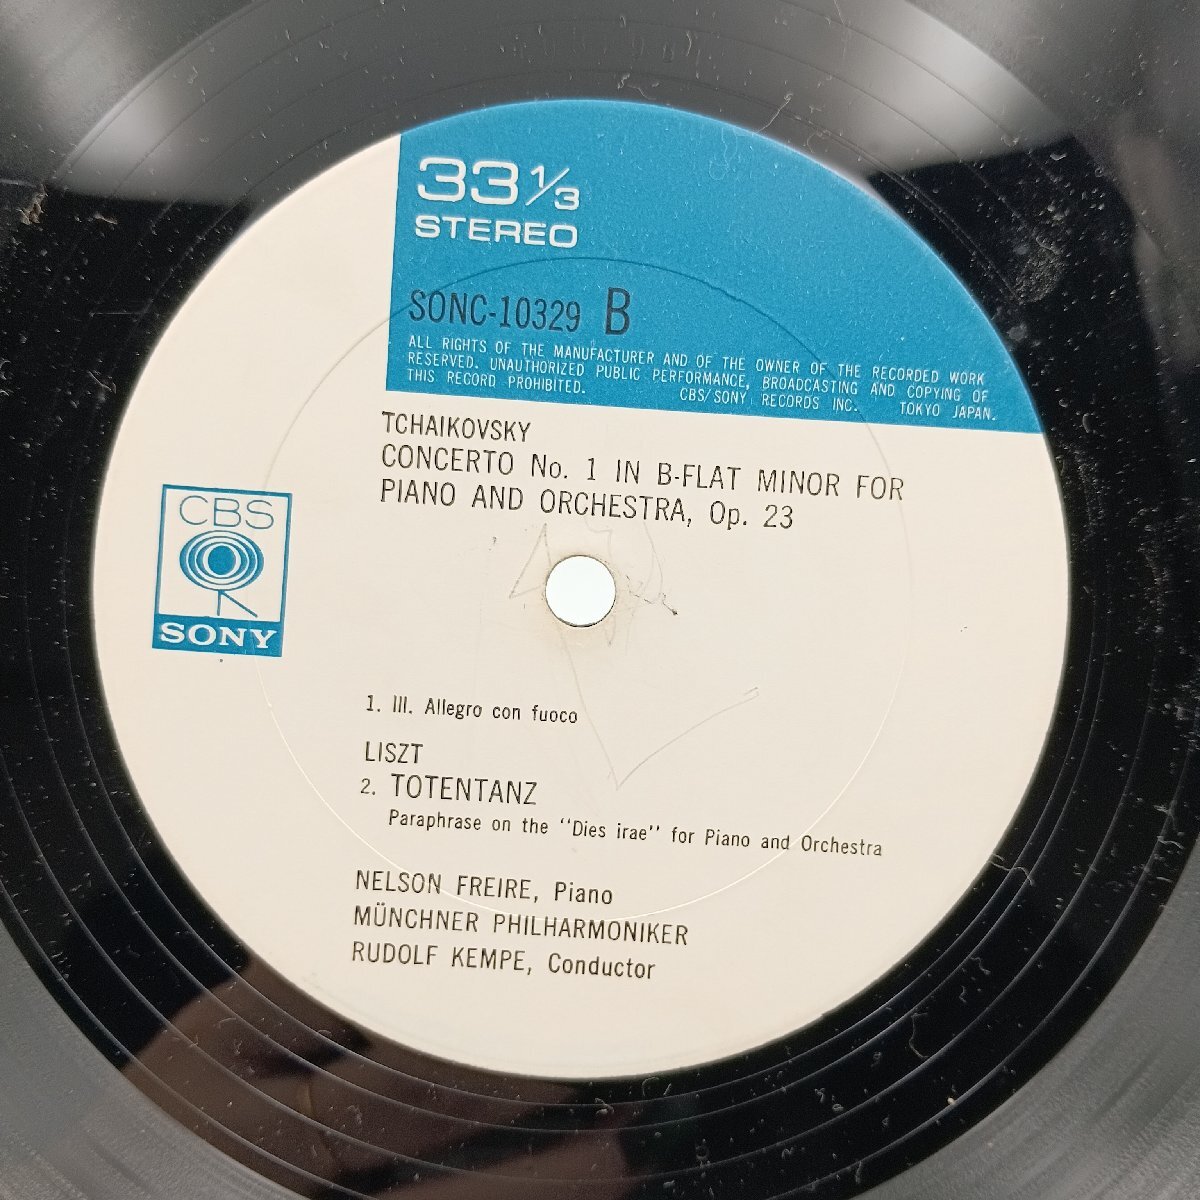 33 1/3
STEREO
SONC-10329 B
ALL RIGHTS OF THE MANUFACTURER AND OF THE OWNER OF THE RECORDED WORK
RESERVED. UNAUTHORIZED PUBLIC PERFORMANCE, BROADCASTING AND COPYING OF
THIS RECORD PROHIBITED. CBS/SONY RECORDS INC. TOKYO JAPAN.
TCHAIKOVSKY
CONCERTO No. 1 IN B-FLAT MINOR FOR
PIANO AND ORCHESTRA, Op. 23
CBS
SONY
1. III. Allegro con fuoco
LISZT
2. TOTENTANZ
Paraphrase on the "Dies irae" for Piano and Orchestra
NELSON FREIRE, Piano
MÜNCHNER PHILHARMONIKER
RUDOLF KEMPE, Conductor